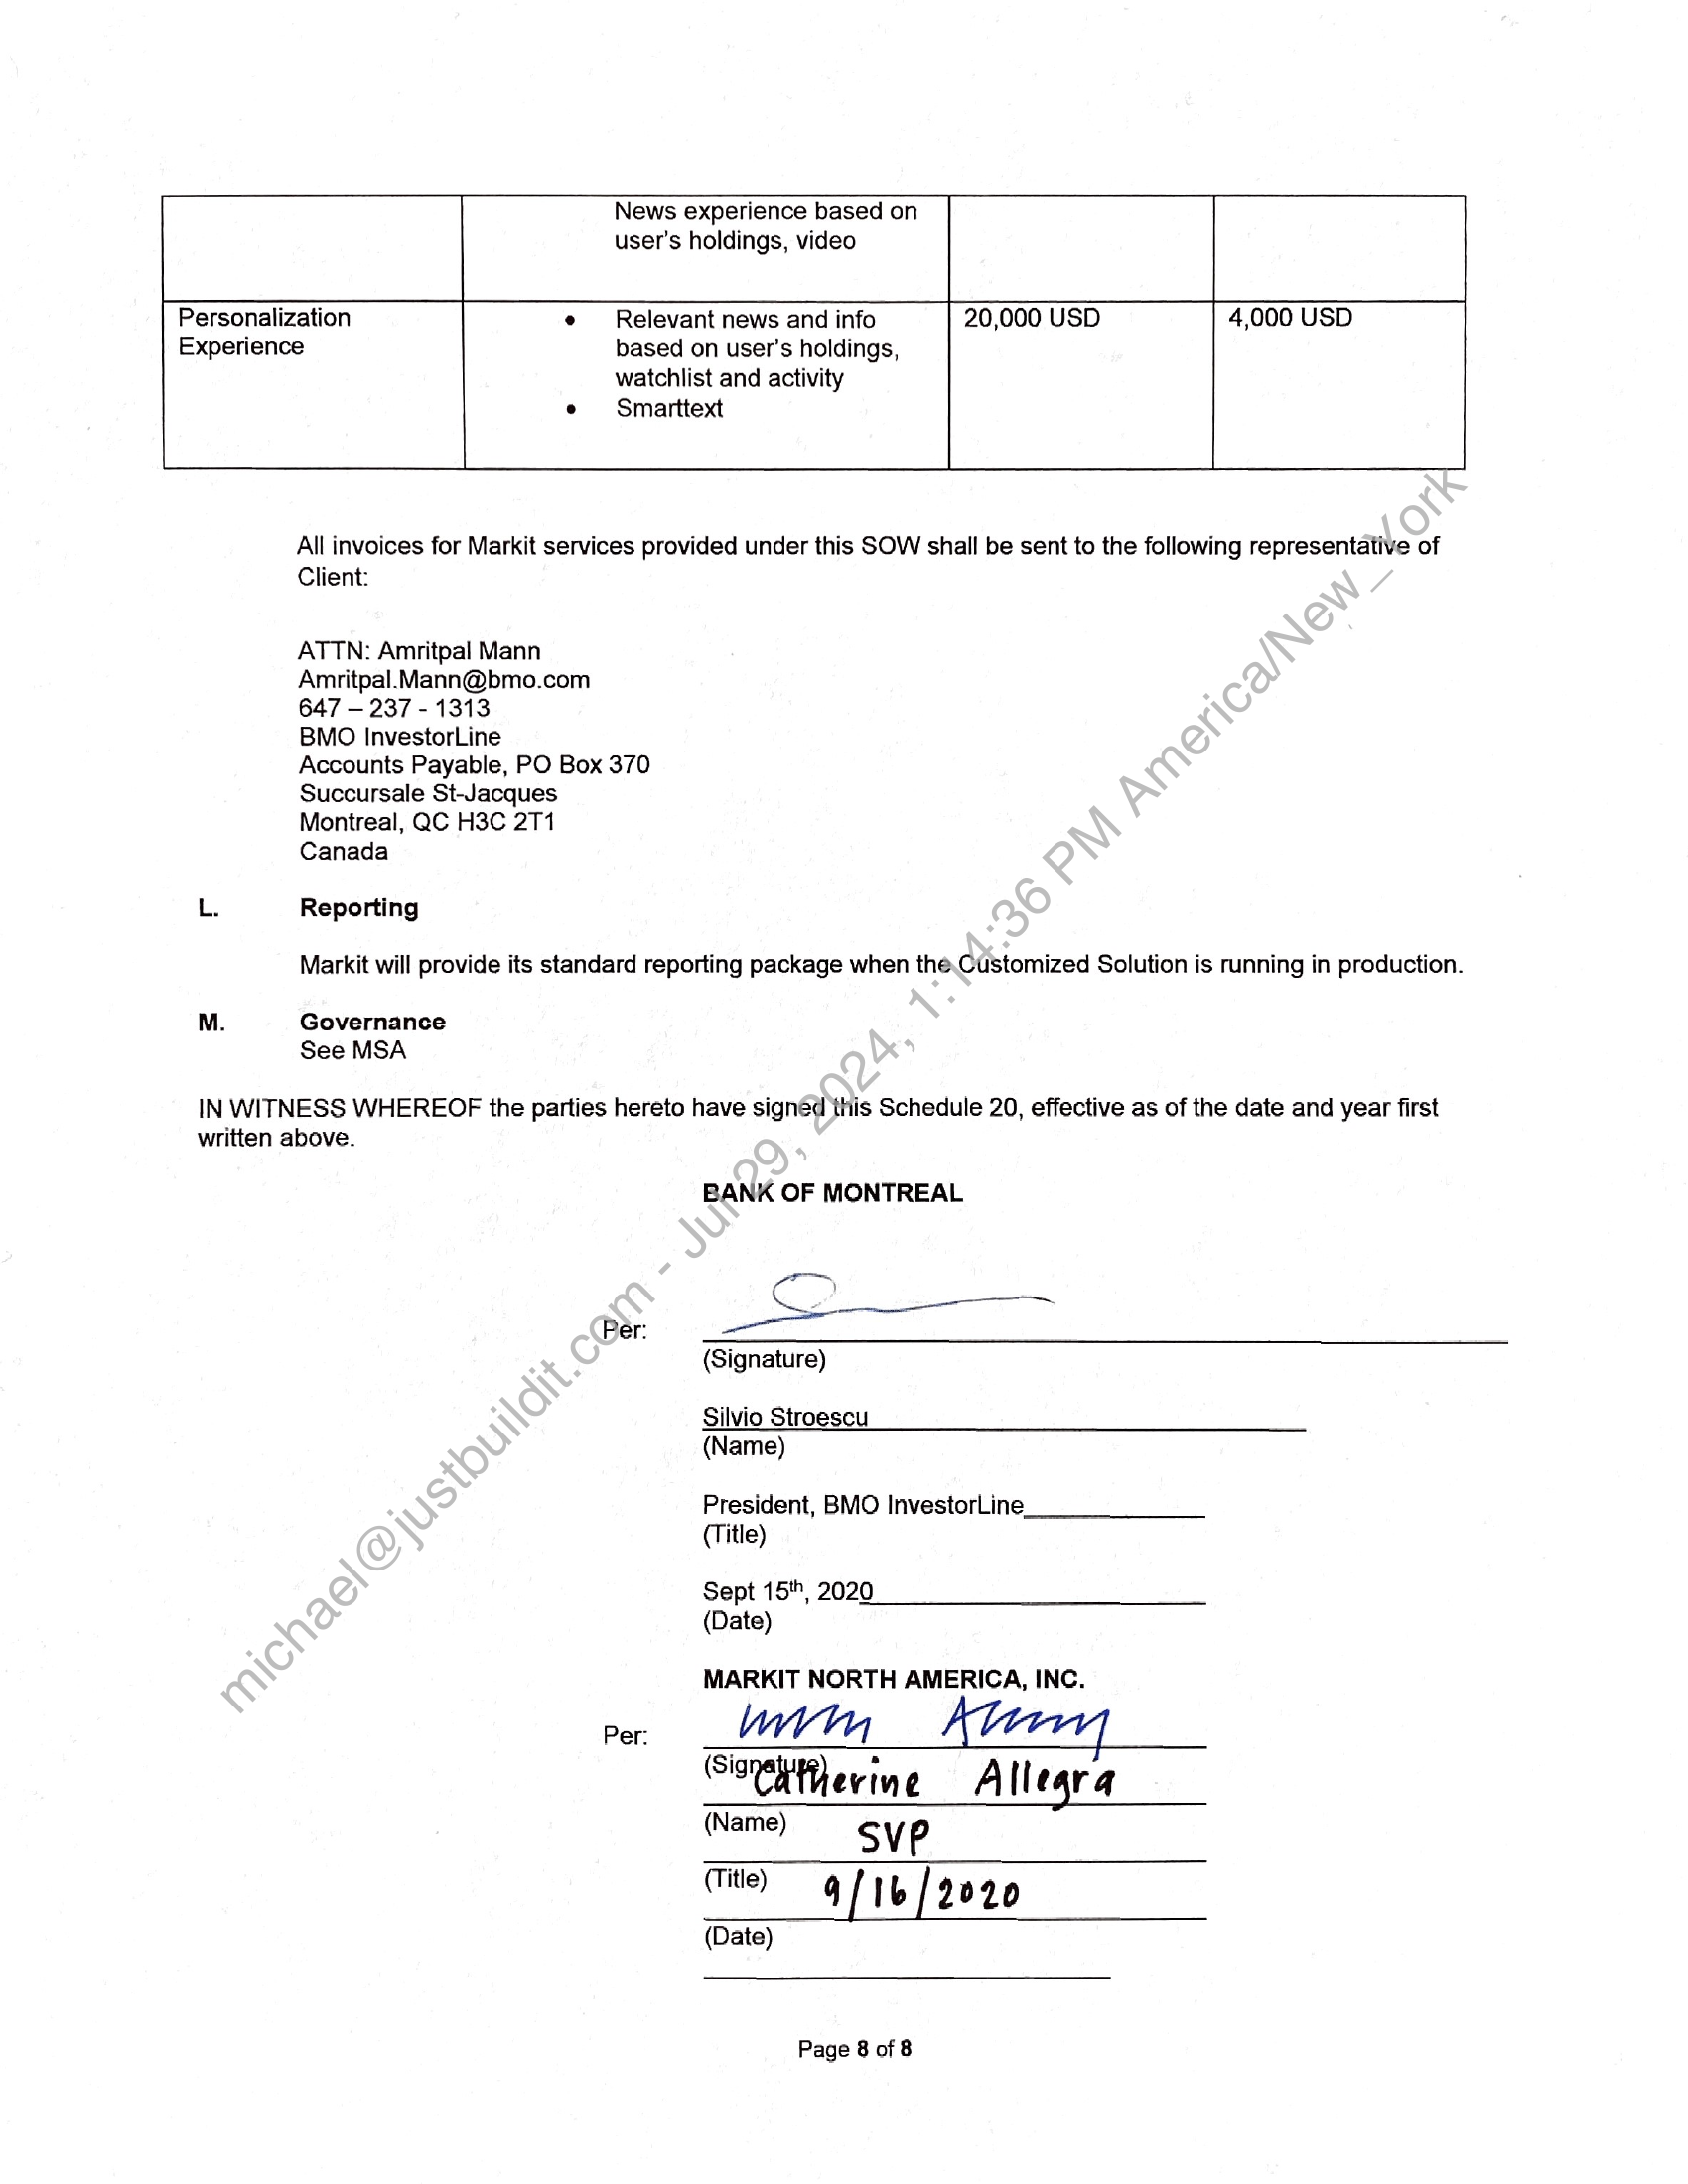 News experience based on
user's holdings, video
Personalization
Experience
• Relevant news and info
based on user's holdings,
watchlist and activity
• Smarttext
20,000 USD
4,000 USD
All invoices for Markit services provided under this SOW shall be sent to the following representative of
Client:
ATTN: Amritpal Mann
Amritpal.Mann@bmo.com
647 – 237 - 1313
BMO InvestorLine
Accounts Payable, PO Box 370
Succursale St-Jacques
Montreal, QC H3C 2T1
Canada
L. Reporting
Markit will provide its standard reporting package when the Customized Solution is running in production.
M. Governance
See MSA
IN WITNESS WHEREOF the parties hereto have signed this Schedule 20, effective as of the date and year first
written above.
BANK OF MONTREAL
Per:
(Signature)
Silvio Stroescu
(Name)
President, BMO InvestorLine
(Title)
Sept 15th, 2020
(Date)
MARKIT NORTH AMERICA, INC.
Per:
(Signature)
Catherine Allegra
(Name)
SVP
(Title)
9/16/2020
(Date)
Page 8 of 8
michael@justbuildit.com - Jul 29, 2024, 1:14:36 PM America/New_York